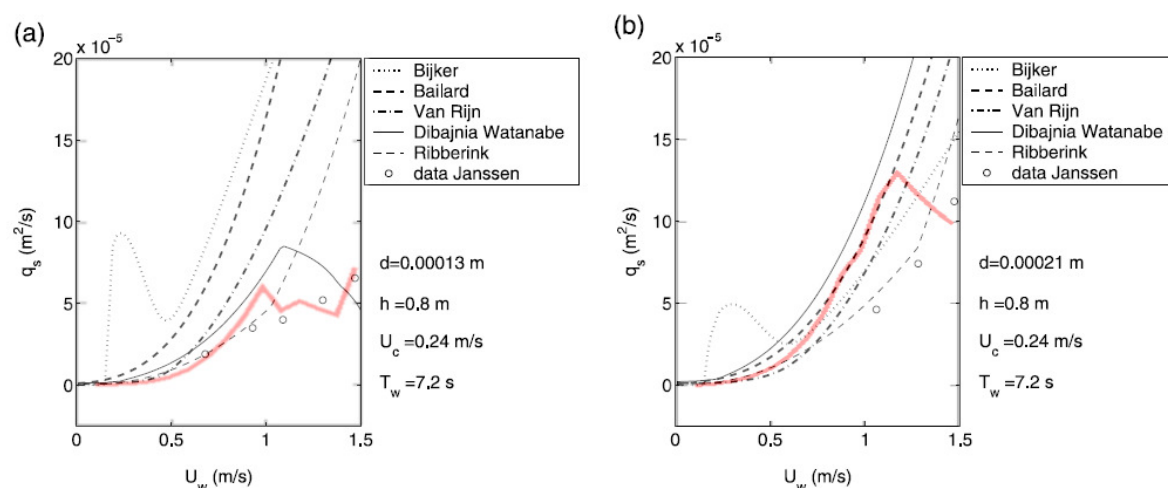 (a)
20 x 10⁻⁵
15
10
5
0
q_s (m²/s)
0 0.5 1 1.5
U_w (m/s)
Bijker
Bailard
Van Rijn
Dibajnia Watanabe
Ribberink
data Janssen
d=0.00013 m
h =0.8 m
U_c =0.24 m/s
T_w =7.2 s
(b)
20 x 10⁻⁵
15
10
5
0
q_s (m²/s)
0 0.5 1 1.5
U_w (m/s)
Bijker
Bailard
Van Rijn
Dibajnia Watanabe
Ribberink
data Janssen
d=0.00021 m
h =0.8 m
U_c =0.24 m/s
T_w =7.2 s